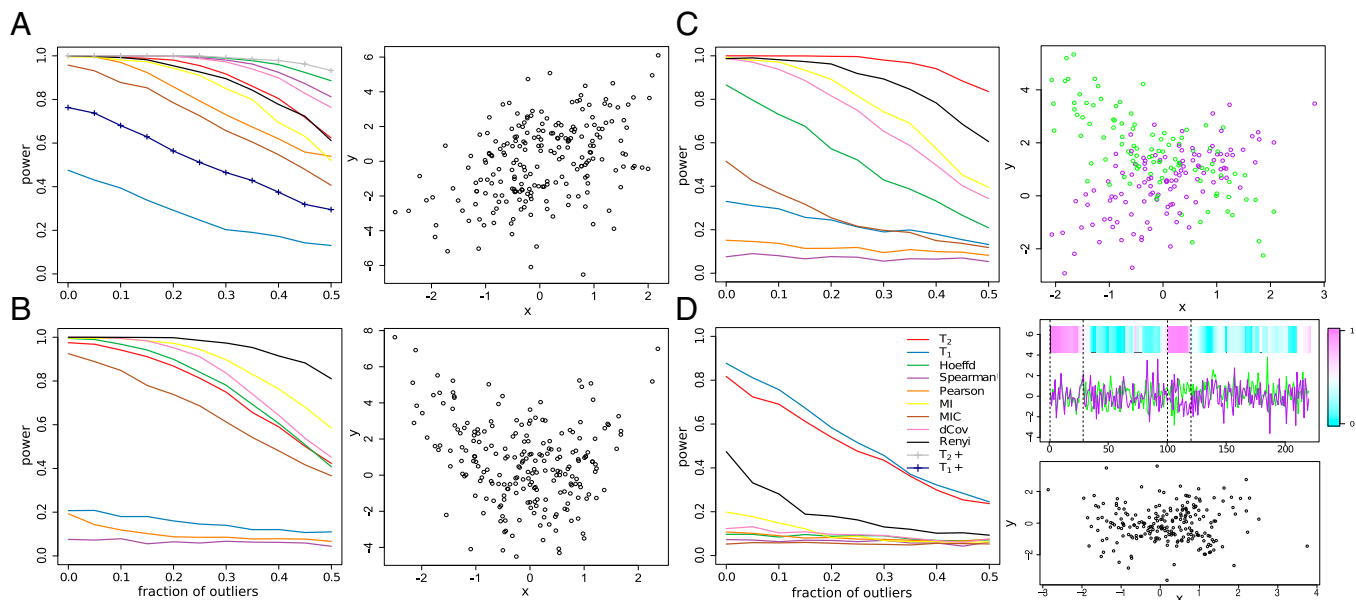 A
power
0.0 0.2 0.4 0.6 0.8 1.0
0.0 0.1 0.2 0.3 0.4 0.5
y
-6 -4 -2 0 2 4 6
-2 -1 0 1 2
x
C
power
0.0 0.2 0.4 0.6 0.8 1.0
0.0 0.1 0.2 0.3 0.4 0.5
y
-2 0 2 4
-2 -1 0 1 2 3
x
B
power
0.0 0.2 0.4 0.6 0.8 1.0
0.0 0.1 0.2 0.3 0.4 0.5
fraction of outliers
y
-4 -2 0 2 4 6 8
-2 -1 0 1 2
x
D
power
0.0 0.2 0.4 0.6 0.8 1.0
0.0 0.1 0.2 0.3 0.4 0.5
fraction of outliers
T2
T1
Hoeffd
Spearman
Pearson
MI
MIC
dCov
Renyi
T2 +
T1 +
-4 -2 0 2 4 6
0 50 100 150 200
1
0
y
-2 0 2
-3 -2 -1 0 1 2 3 4
x